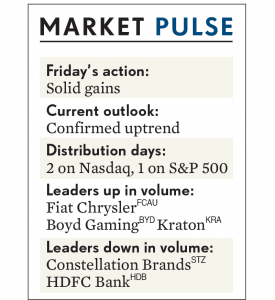 MARKET PULSE
Friday's action:
Solid gains
Current outlook:
Confirmed uptrend
Distribution days:
2 on Nasdaq, 1 on S&P 500
Leaders up in volume:
Fiat Chrysler FCAU
Boyd Gaming BYD Kraton KRA
Leaders down in volume:
Constellation Brands STZ
HDFC Bank HDB